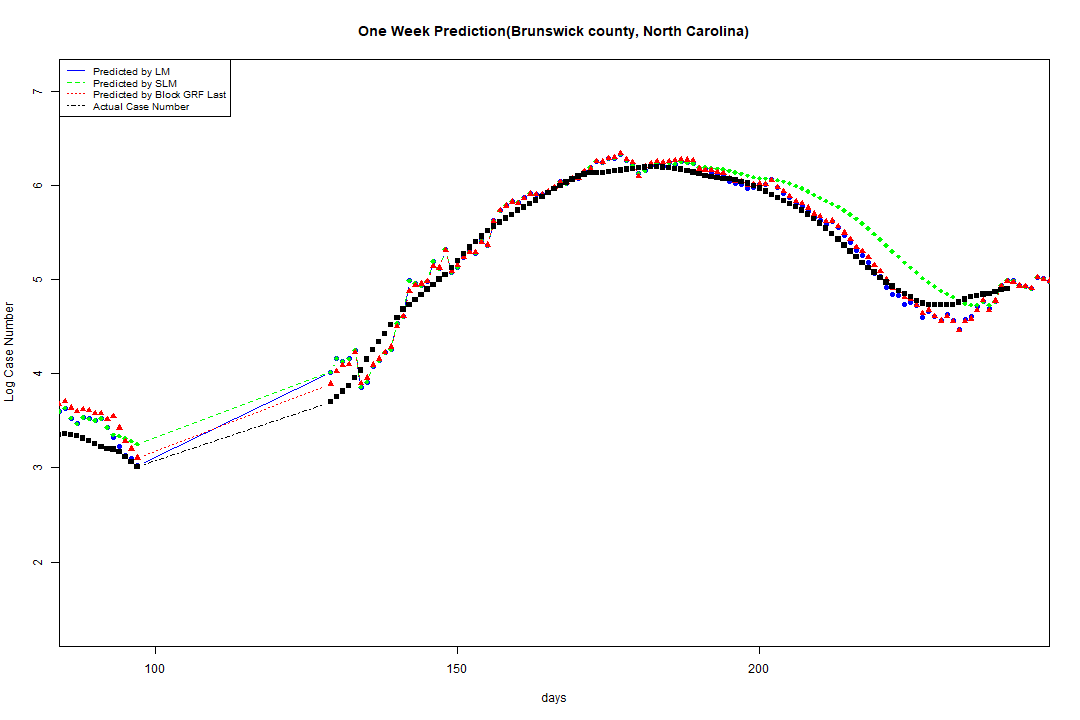 One Week Prediction(Brunswick county, North Carolina)
Predicted by LM
Predicted by SLM
Predicted by Block GRF Last
Actual Case Number
7
6
5
4
3
2
Log Case Number
100
150
200
days